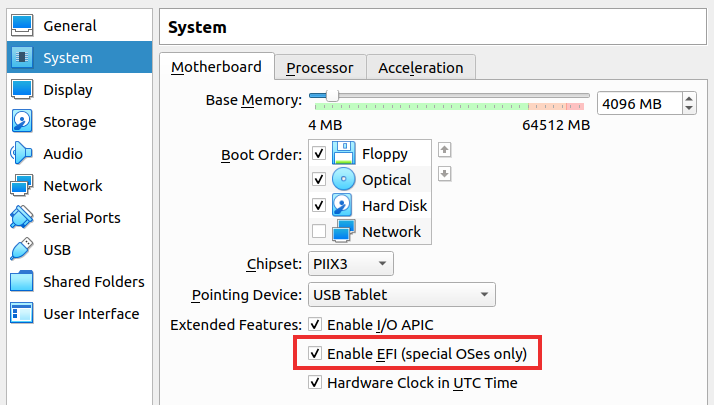 General
System
Display
Storage
Audio
Network
Serial Ports
USB
Shared Folders
User Interface
System
Motherboard
Processor
Acceleration
Base Memory:
4096 MB
4 MB
64512 MB
Boot Order:
Floppy
Optical
Hard Disk
Network
Chipset:
PIIX3
Pointing Device:
USB Tablet
Extended Features:
Enable I/O APIC
Enable EFI (special OSes only)
Hardware Clock in UTC Time